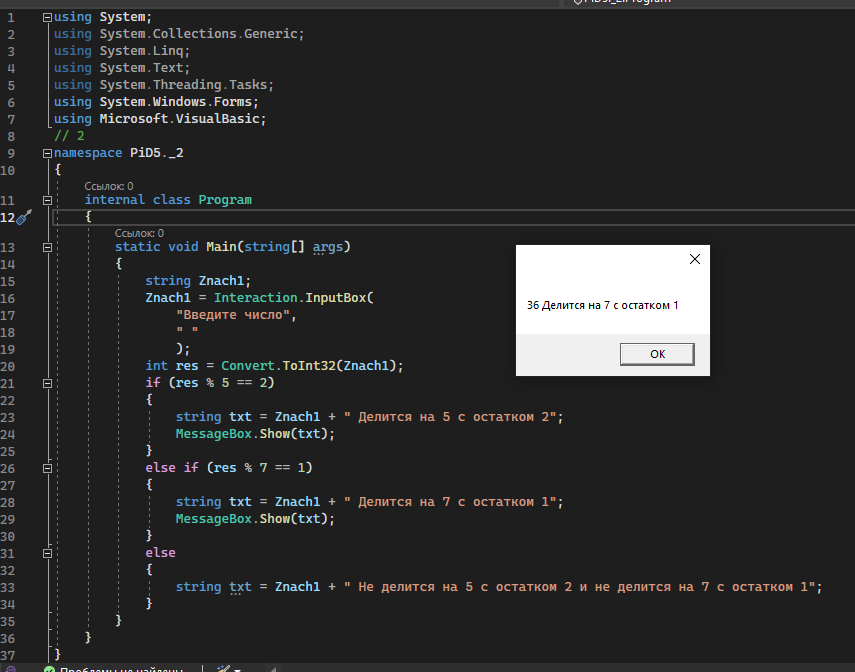 1 using System;
2 using System.Collections.Generic;
3 using System.Linq;
4 using System.Text;
5 using System.Threading.Tasks;
6 using System.Windows.Forms;
7 using Microsoft.VisualBasic;
8 // 2
9 namespace PiD5._2
10 {
Ссылок: 0
11 internal class Program
12 {
Ссылок: 0
13 static void Main(string[] args)
14 {
15 string Znach1;
16 Znach1 = Interaction.InputBox(
17 "Введите число",
18 " "
19 );
20 int res = Convert.ToInt32(Znach1);
21 if (res % 5 == 2)
22 {
23 string txt = Znach1 + " Делится на 5 с остатком 2";
24 MessageBox.Show(txt);
25 }
26 else if (res % 7 == 1)
27 {
28 string txt = Znach1 + " Делится на 7 с остатком 1";
29 MessageBox.Show(txt);
30 }
31 else
32 {
33 string txt = Znach1 + " Не делится на 5 с остатком 2 и не делится на 7 с остатком 1";
34 }
35 }
36 }
37 }
36 Делится на 7 с остатком 1
OK
Проблемы не найдены